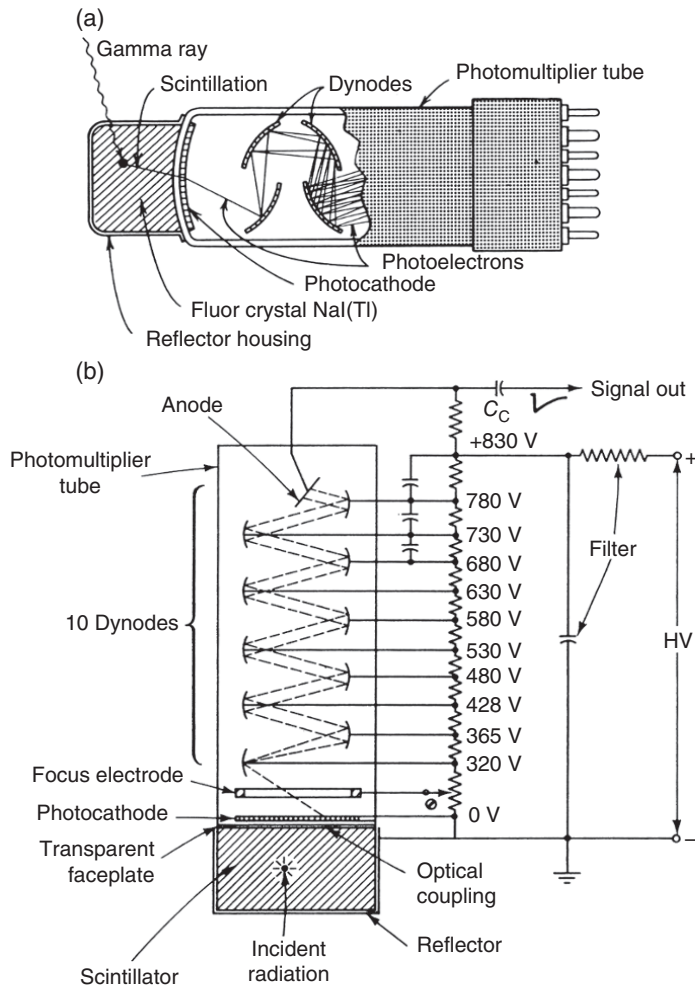 (a)
Gamma ray
Scintillation
Dynodes
Photomultiplier tube
Photoelectrons
Photocathode
Fluor crystal NaI(Tl)
Reflector housing
(b)
Anode
C_C
Signal out
+830 V
+
Photomultiplier
tube
780 V
730 V
680 V
Filter
630 V
10 Dynodes
580 V
HV
530 V
480 V
428 V
365 V
320 V
Focus electrode
Photocathode
0 V
–
Transparent
faceplate
Optical
coupling
Incident
radiation
Reflector
Scintillator